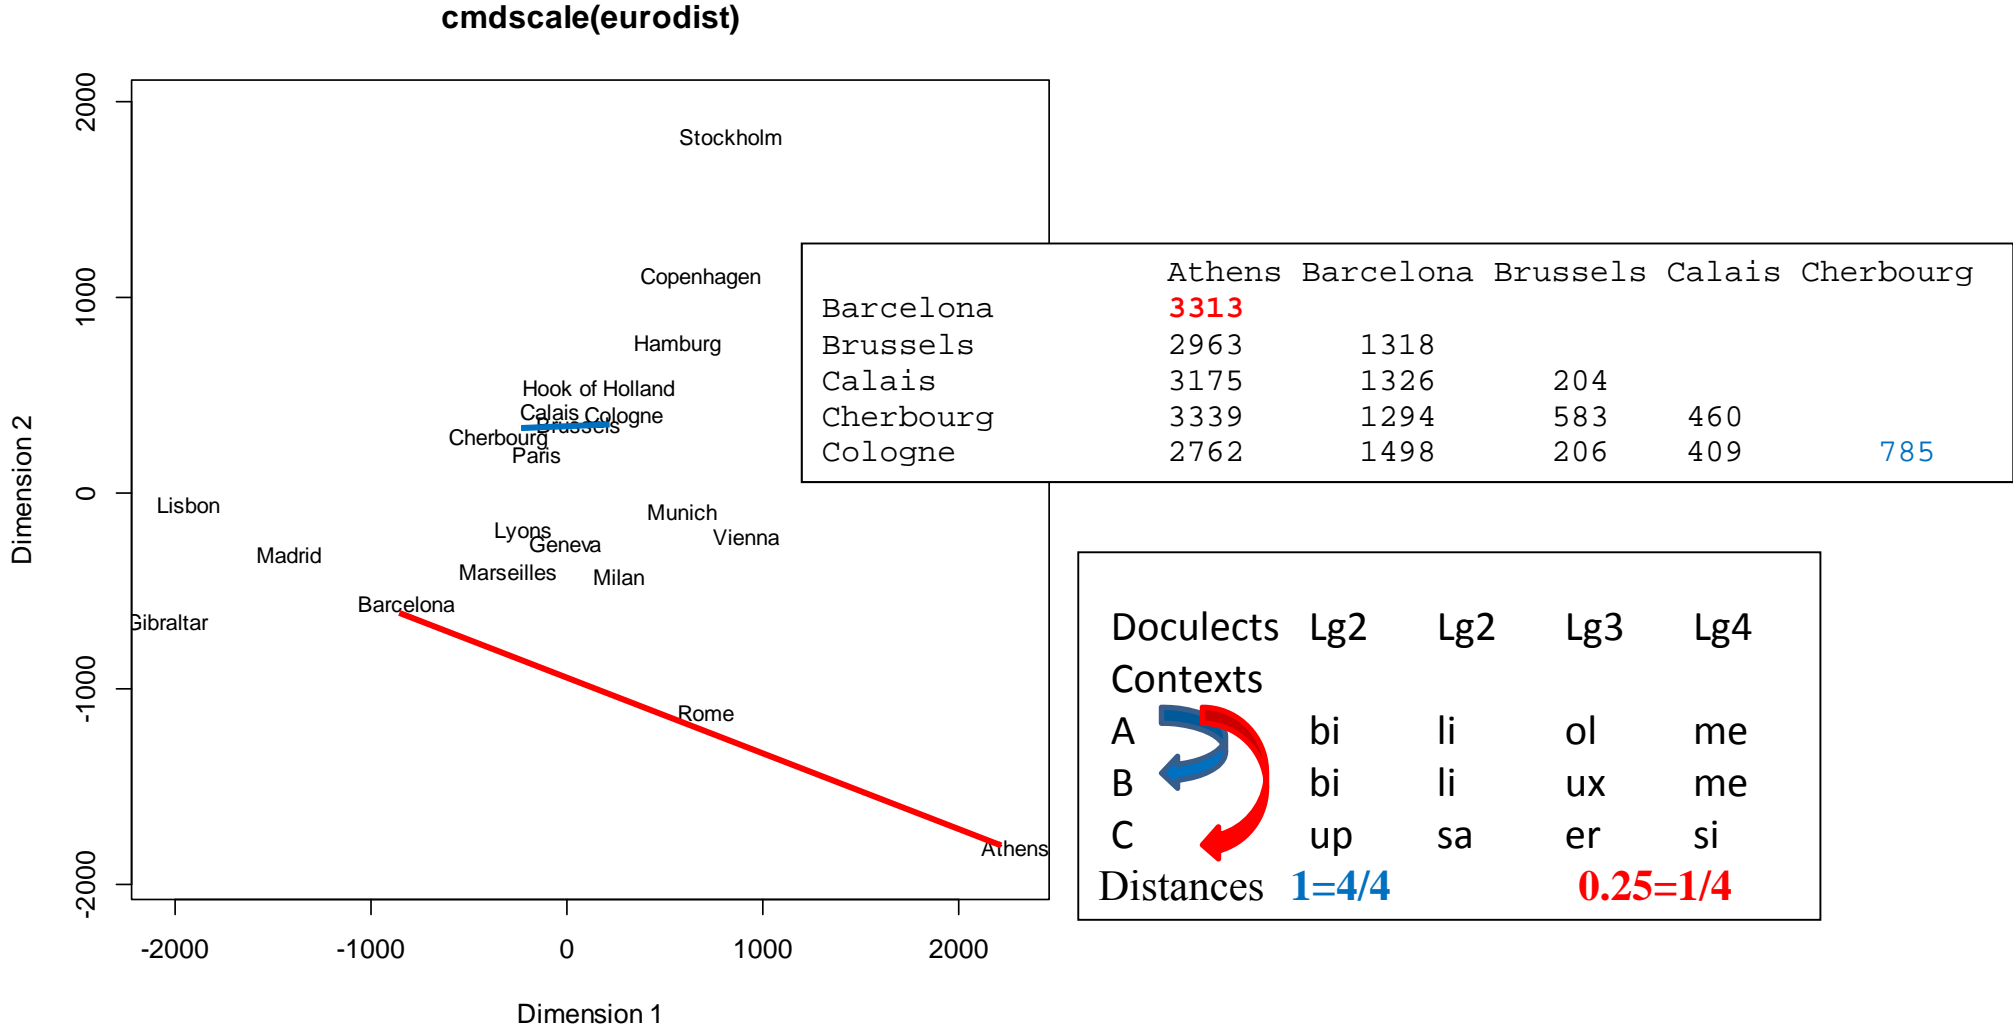 cmdscale(eurodist)
2000
1000
0
-1000
-2000
Dimension 2
Stockholm
Copenhagen
Hamburg
Hook of Holland
Calais Cologne
Brussels
Cherbourg
Paris
Lisbon
Munich
Lyons
Vienna
Geneva
Madrid
Marseilles
Milan
Barcelona
Gibraltar
Rome
Athens
-2000 -1000 0 1000 2000
Dimension 1
Athens Barcelona Brussels Calais Cherbourg
Barcelona 3313
Brussels 2963 1318
Calais 3175 1326 204
Cherbourg 3339 1294 583 460
Cologne 2762 1498 206 409 785
Doculects Lg2 Lg2 Lg3 Lg4
Contexts
A bi li ol me
B bi li ux me
C up sa er si
Distances 1=4/4 0.25=1/4